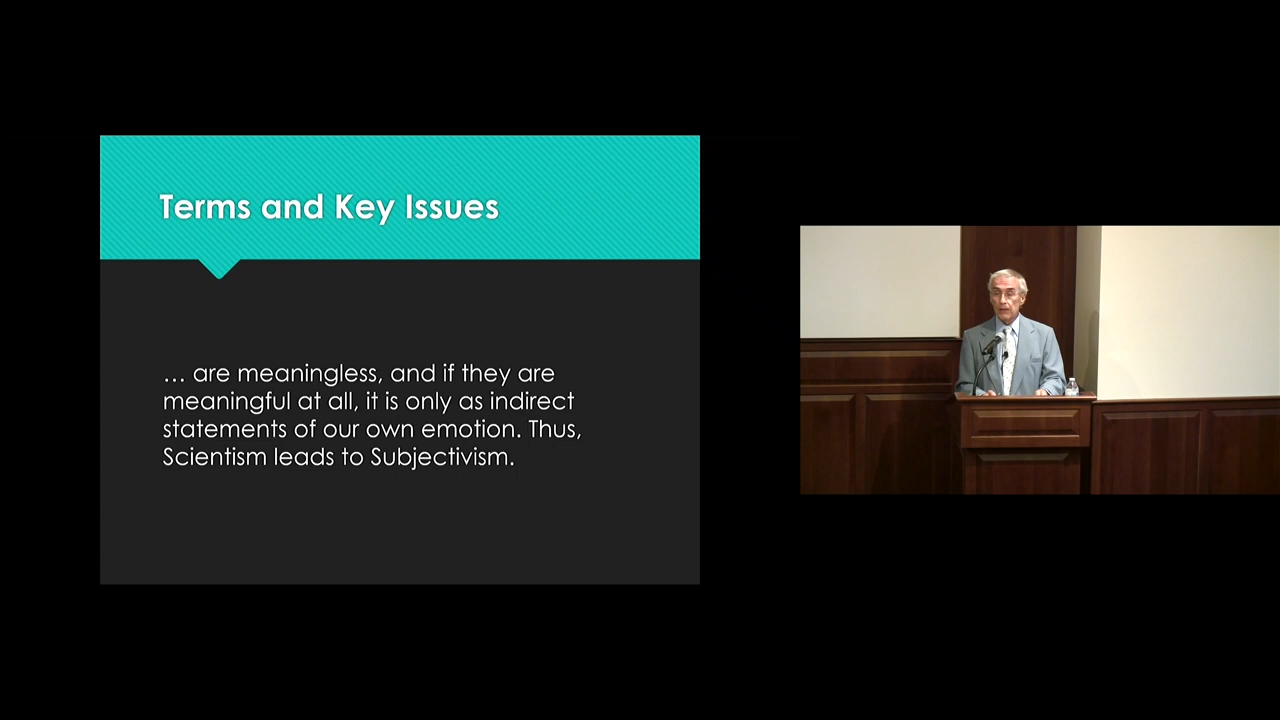 Terms and Key Issues
… are meaningless, and if they are
meaningful at all, it is only as indirect
statements of our own emotion. Thus,
Scientism leads to Subjectivism.